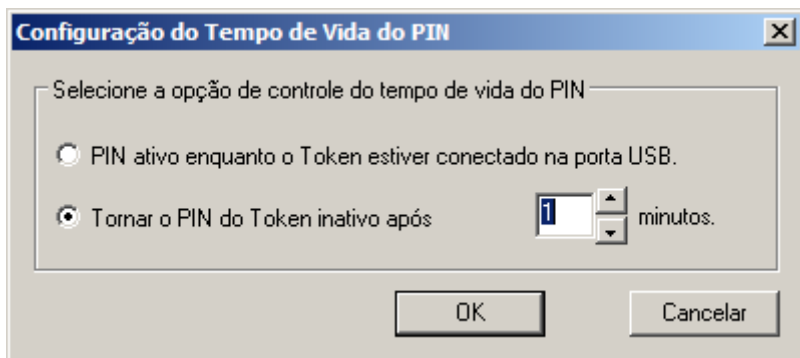 Configuração do Tempo de Vida do PIN
Selecione a opção de controle do tempo de vida do PIN
PIN ativo enquanto o Token estiver conectado na porta USB.
Tornar o PIN do Token inativo após 1 minutos.
OK Cancelar